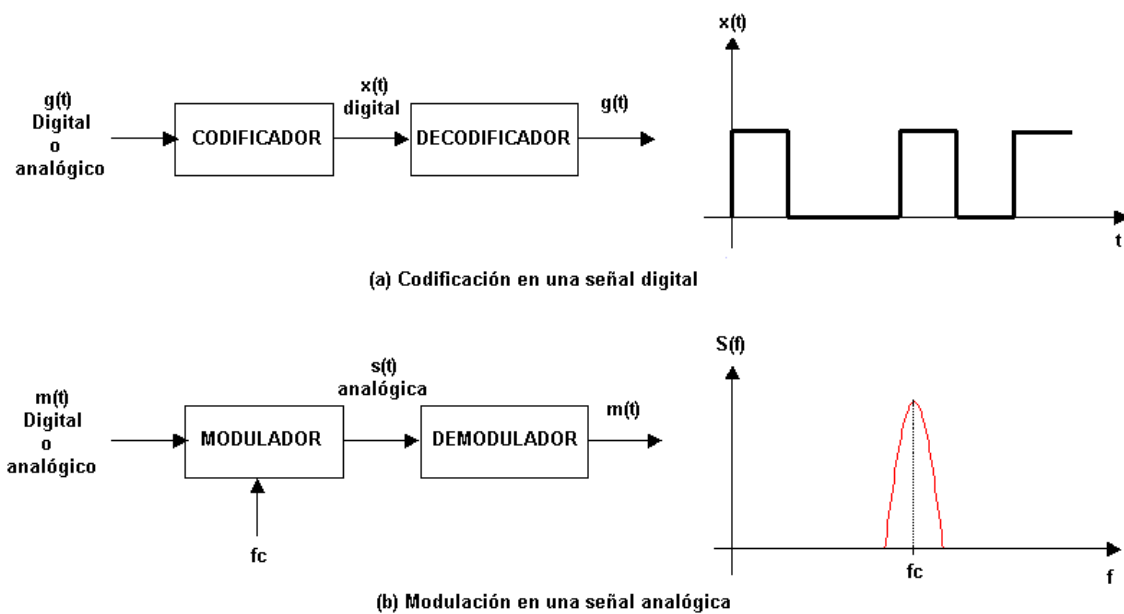 x(t)
g(t)
Digital
o
analógico
CODIFICADOR
x(t)
digital
DECODIFICADOR
g(t)
t
(a) Codificación en una señal digital
S(f)
m(t)
Digital
o
analógico
MODULADOR
s(t)
analógica
DEMODULADOR
m(t)
fc
fc
f
(b) Modulación en una señal analógica